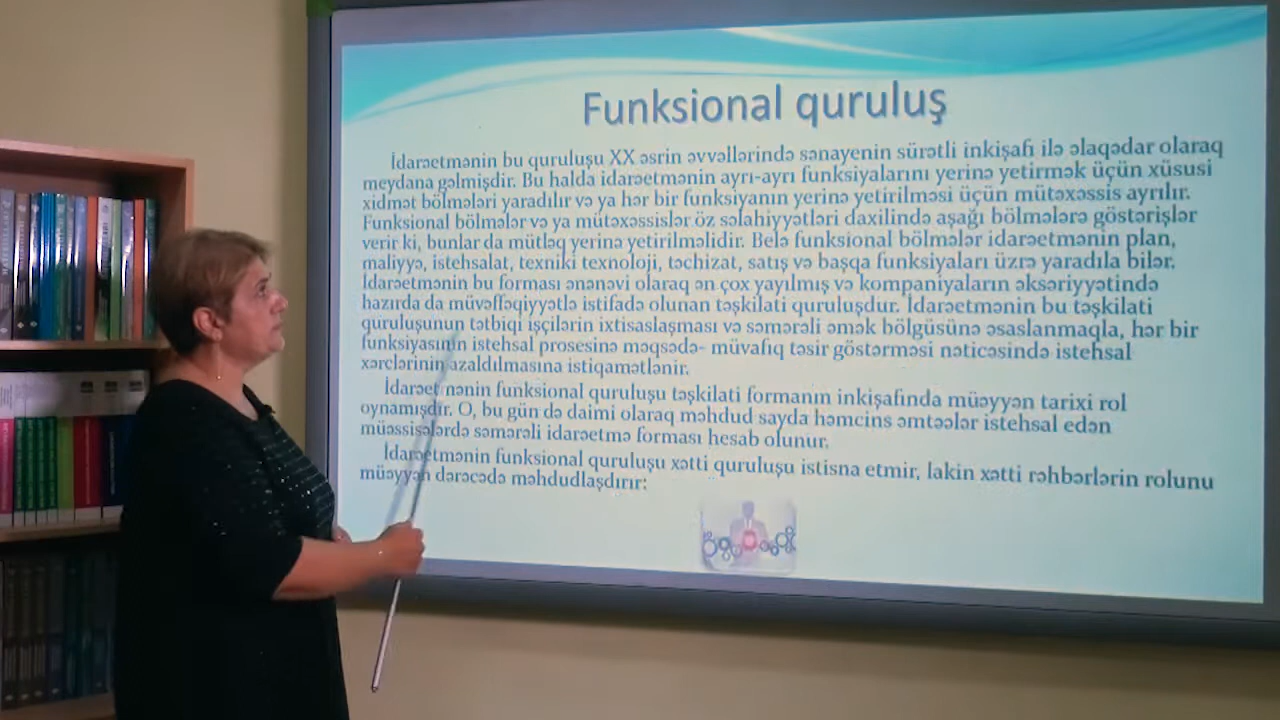 Funksional quruluş
İdarəetmənin bu quruluşu XX əsrin əvvəllərində sənayenin sürətli inkişafı ilə əlaqədar olaraq
meydana gəlmişdir. Bu halda idarəetmənin ayrı-ayrı funksiyalarını yerinə yetirmək üçün xüsusi
xidmət bölmələri yaradılır və ya hər bir funksiyanın yerinə yetirilməsi üçün mütəxəssis ayrılır.
Funksional bölmələr və ya mütəxəssislər öz səlahiyyətləri daxilində aşağı bölmələrə göstərişlər
verir ki, bunlar da mütləq yerinə yetirilməlidir. Belə funksional bölmələr idarəetmənin plan,
maliyyə, istehsalat, texniki texnoloji, təchizat, satış və başqa funksiyaları üzrə yaradıla bilər.
İdarəetmənin bu forması ənənəvi olaraq ən çox yayılmış və kompaniyaların əksəriyyətində
hazırda da müvəffəqiyyətlə istifadə olunan təşkilati quruluşdur. İdarəetmənin bu təşkilati
quruluşunun tətbiqi işçilərin ixtisaslaşması və səmərəli əmək bölgüsünə əsaslanmaqla, hər bir
funksiyasının istehsal prosesinə məqsədə- müvafiq təsir göstərməsi nəticəsində istehsal
xərclərinin azaldılmasına istiqamətlənir.
İdarəetmənin funksional quruluşu təşkilati formanın inkişafında müəyyən tarixi rol
oynamışdır. O, bu gün də daimi olaraq məhdud sayda həmcins əmtəələr istehsal edən
müəssisələrdə səmərəli idarəetmə forması hesab olunur.
İdarəetmənin funksional quruluşu xətti quruluşu istisna etmir, lakin xətti rəhbərlərin rolunu
müəyyən dərəcədə məhdudlaşdırır: